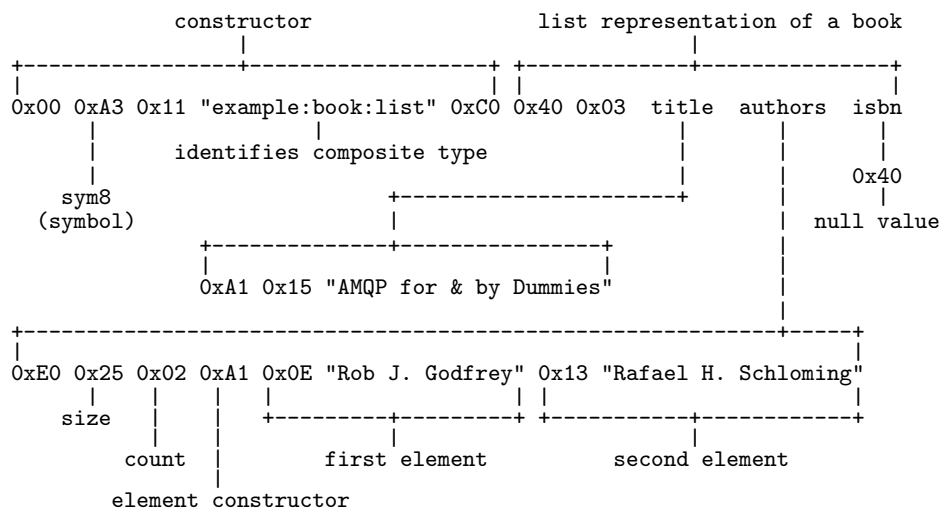 constructor list representation of a book
0x00 0xA3 0x11 "example:book:list" 0xC0 0x40 0x03 title authors isbn
identifies composite type
0x40
sym8
(symbol) null value
0xA1 0x15 "AMQP for & by Dummies"
0xE0 0x25 0x02 0xA1 0x0E "Rob J. Godfrey" 0x13 "Rafael H. Schloming"
size
count first element second element
element constructor